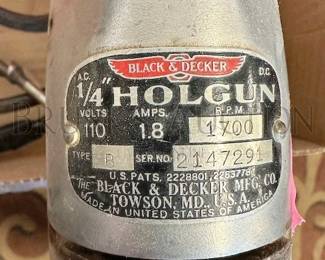 BLACK & DECKER
A.C. D.C.
1/4" HOLGUN
VOLTS AMPS. R.P.M.
110 1.8 1700
TYPE B SER. NO. 2147291
U.S. PATS. 2228801, 2263778
THE BLACK & DECKER MFG. CO.
TOWSON, MD., U.S.A.
MADE IN UNITED STATES OF AMERICA